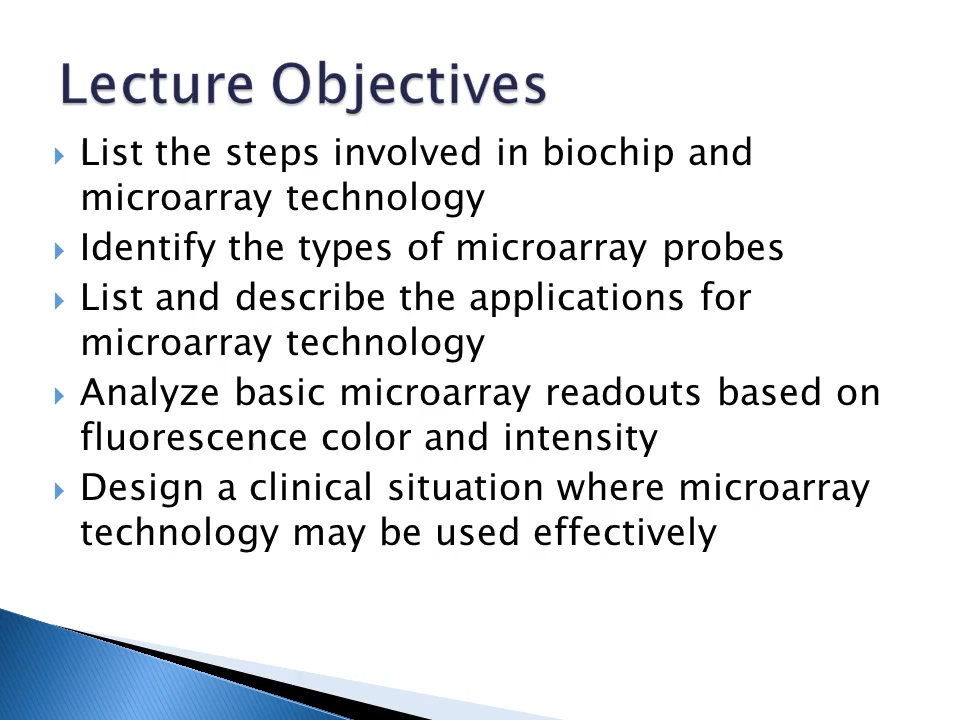 Lecture Objectives
List the steps involved in biochip and
microarray technology
Identify the types of microarray probes
List and describe the applications for
microarray technology
Analyze basic microarray readouts based on
fluorescence color and intensity
Design a clinical situation where microarray
technology may be used effectively